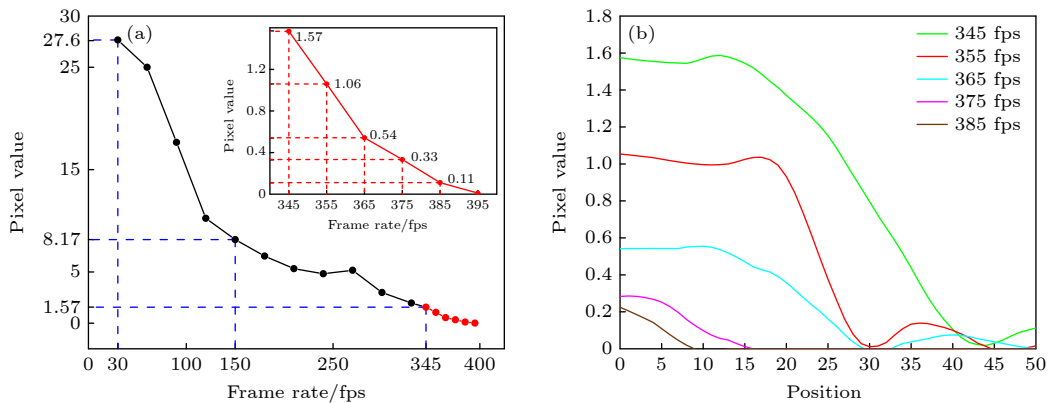 (a)
Pixel value
30
27.6
25
15
8.17
5
1.57
0
0 30 100 150 250 345 400
Frame rate/fps
Pixel value
1.2
0.8
0.4
0
1.57
1.06
0.54
0.33
0.11
345 355 365 375 385 395
Frame rate/fps
(b)
Pixel value
1.8
1.6
1.4
1.2
1.0
0.8
0.6
0.4
0.2
0
345 fps
355 fps
365 fps
375 fps
385 fps
0 5 10 15 20 25 30 35 40 45 50
Position